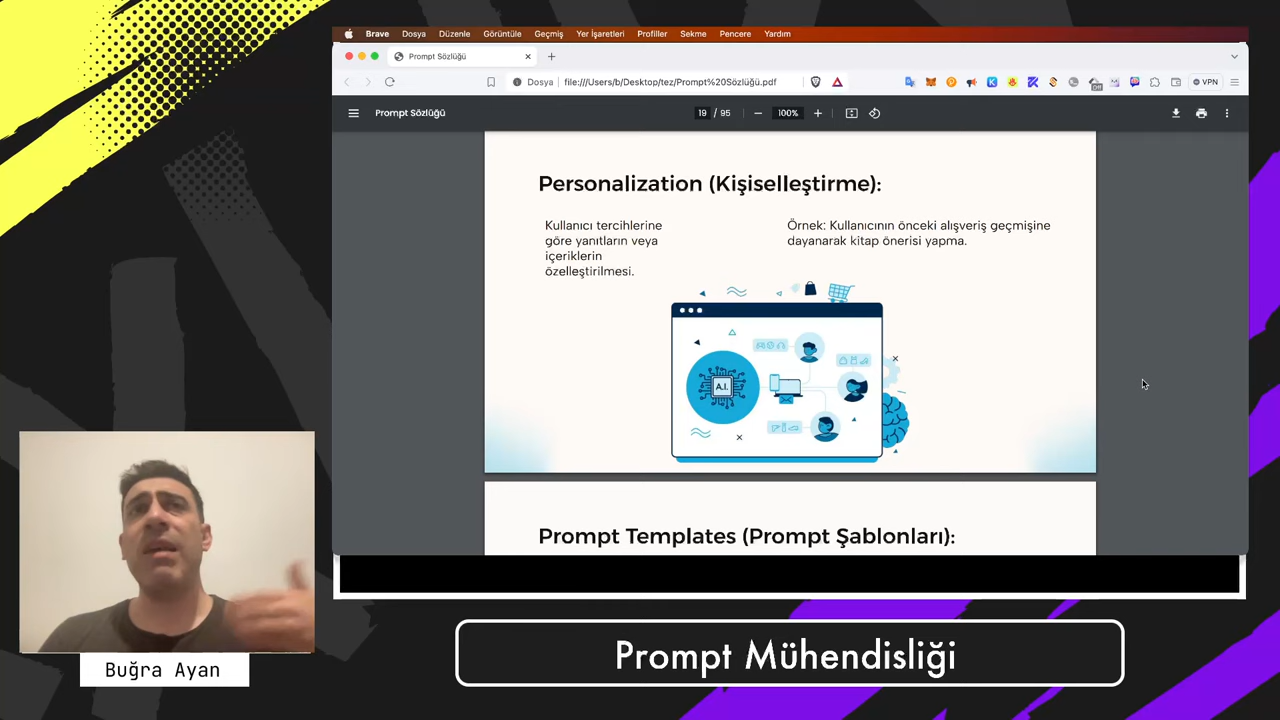 Brave Dosya Düzenle Görüntüle Geçmiş Yer İşaretleri Profiller Sekme Pencere Yardım
Prompt Sözlüğü
Dosya file:///Users/b/Desktop/tez/Prompt%20Sözlüğü.pdf
VPN
Prompt Sözlüğü
19 / 95
100%
Personalization (Kişiselleştirme):
Kullanıcı tercihlerine
göre yanıtların veya
içeriklerin
özelleştirilmesi.
Örnek: Kullanıcının önceki alışveriş geçmişine
dayanarak kitap önerisi yapma.
A.I.
Prompt Templates (Prompt Şablonları):
Buğra Ayan
Prompt Mühendisliği